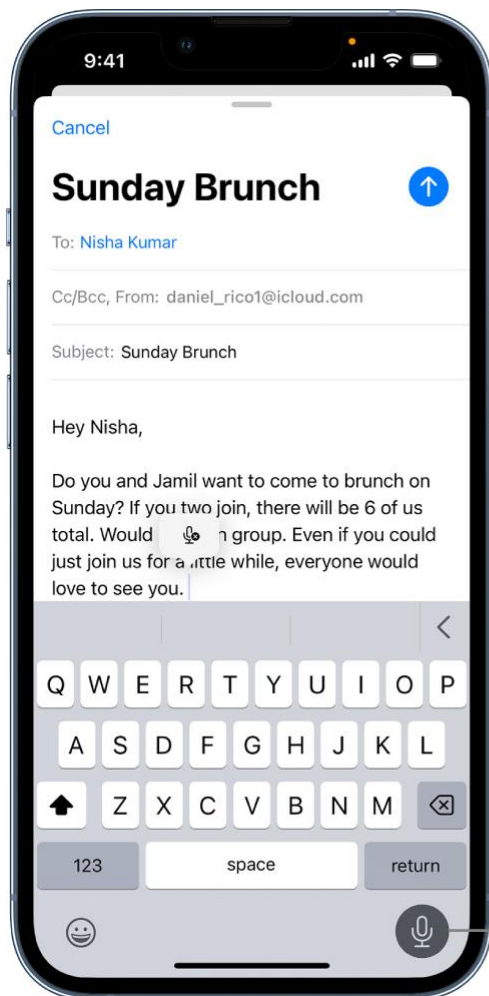 9:41
Cancel
Sunday Brunch
To: Nisha Kumar
Cc/Bcc, From: daniel_rico1@icloud.com
Subject: Sunday Brunch
Hey Nisha,
Do you and Jamil want to come to brunch on
Sunday? If you two join, there will be 6 of us
total. Would group. Even if you could
just join us for a little while, everyone would
love to see you.
Q W E R T Y U I O P
A S D F G H J K L
Z X C V B N M
123 space return